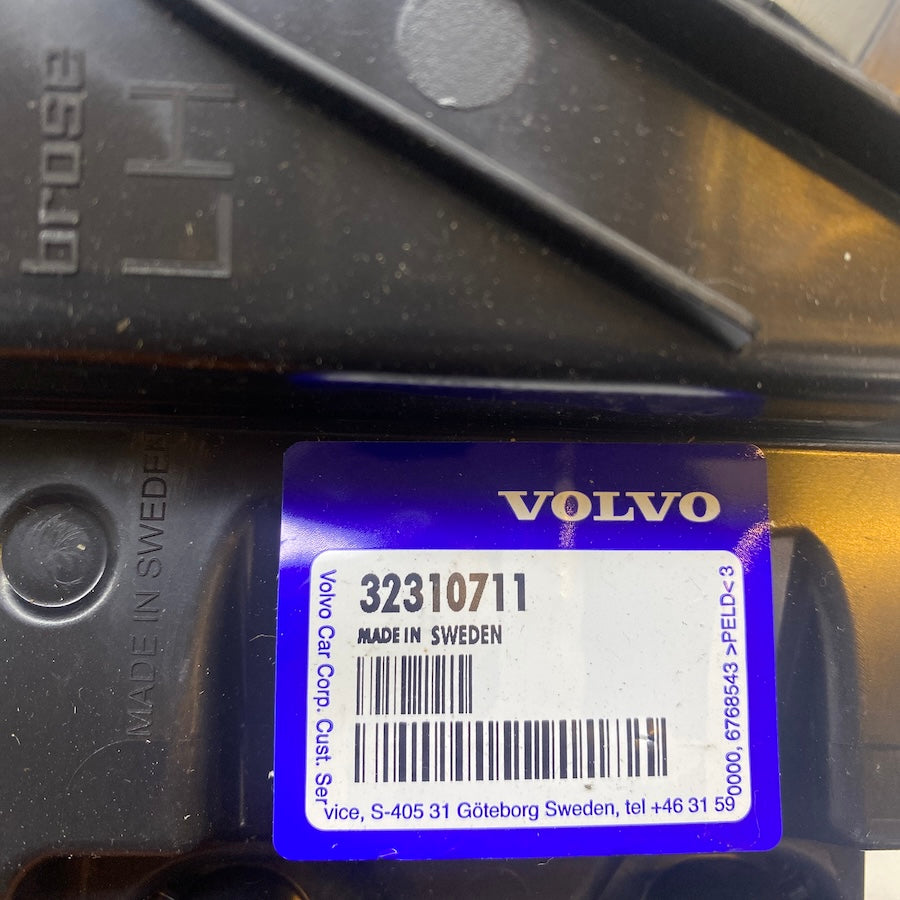 brose
LH
MADE IN SWEDEN
VOLVO
32310711
MADE IN SWEDEN
Volvo Car Corp. Cust. Service, S-405 31 Göteborg Sweden, tel +46 31 590000, 6768543 >PELD<3